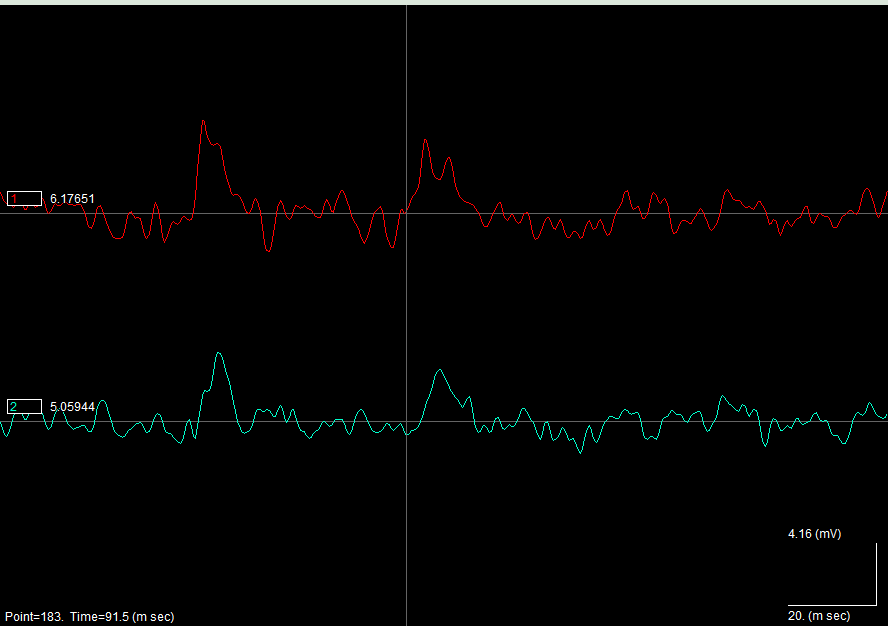 1 6.17651
2 5.05944
4.16 (mV)
20. (m sec)
Point=183. Time=91.5 (m sec)